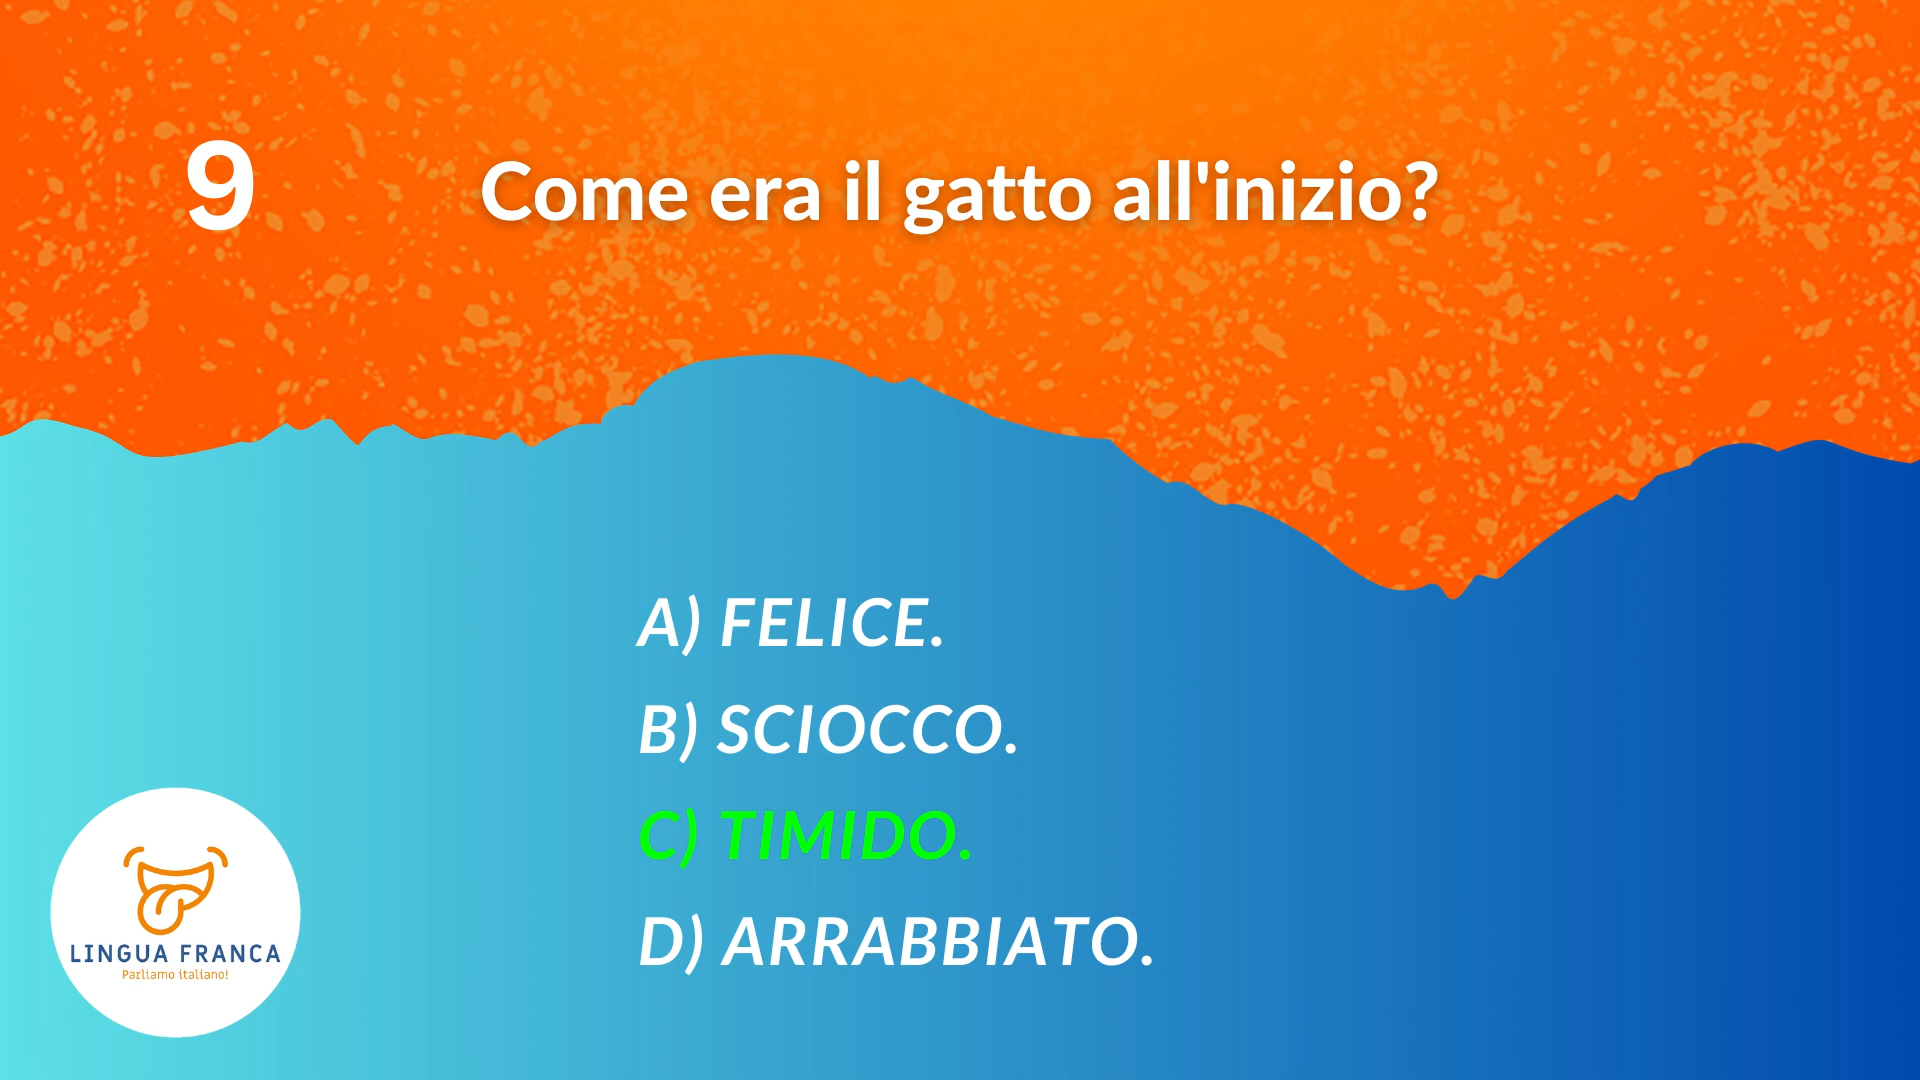 9
Come era il gatto all'inizio?
A) FELICE.
B) SCIOCCO.
C) TIMIDO.
D) ARRABBIATO.
LINGUA FRANCA
Parliamo italiano!